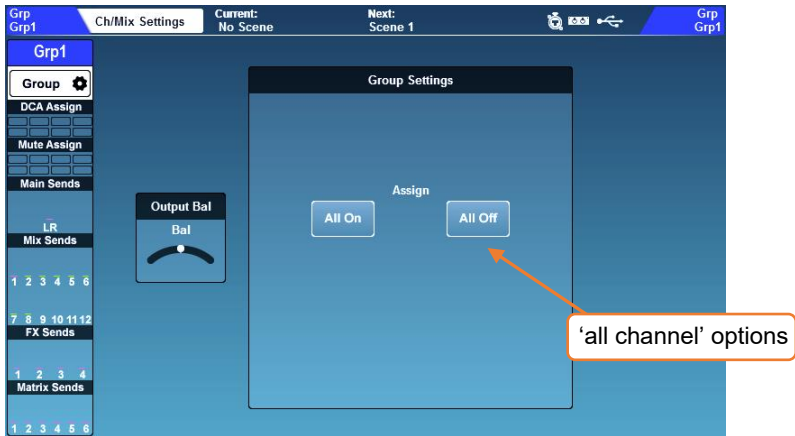 Grp
Grp1
Ch/Mix Settings
Current:
No Scene
Next:
Scene 1
Grp
Grp1
Grp1
Group
DCA Assign
Mute Assign
Main Sends
LR
Mix Sends
1 2 3 4 5 6
7 8 9 10 11 12
FX Sends
1 2 3 4
Matrix Sends
1 2 3 4 5 6
Output Bal
Bal
Group Settings
Assign
All On
All Off
‘all channel’ options